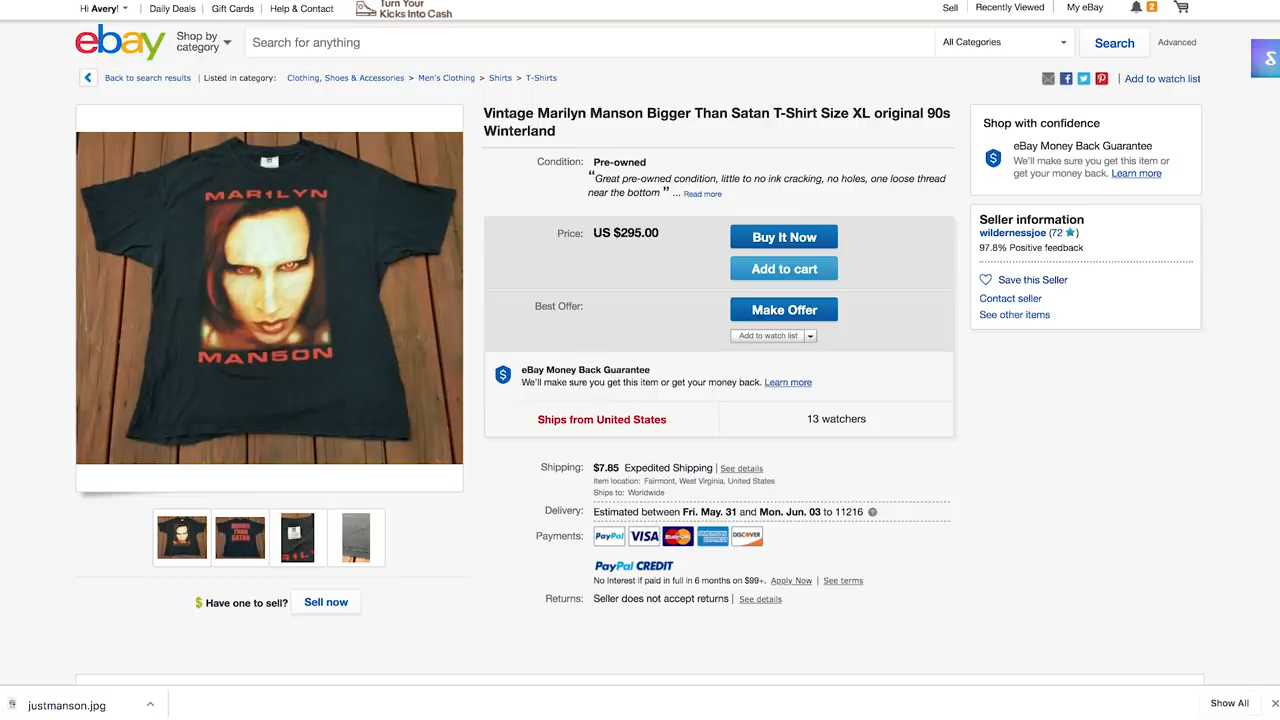 Hi Avery!
Daily Deals
Gift Cards
Help & Contact
Turn Your
Kicks Into Cash
Sell
Recently Viewed
My eBay
2
ebay
Shop by
category
Search for anything
All Categories
Search
Advanced
Back to search results | Listed in category: Clothing, Shoes & Accessories > Men's Clothing > Shirts > T-Shirts
| Add to watch list
MAR1LYN
MAN5ON
Vintage Marilyn Manson Bigger Than Satan T-Shirt Size XL original 90s
Winterland
Condition: Pre-owned
“Great pre-owned condition, little to no ink cracking, no holes, one loose thread
near the bottom ” ... Read more
Price: US $295.00
Buy It Now
Add to cart
Best Offer:
Make Offer
Add to watch list
eBay Money Back Guarantee
We'll make sure you get this item or get your money back. Learn more
Ships from United States
13 watchers
Shipping: $7.85 Expedited Shipping | See details
Item location: Fairmont, West Virginia, United States
Ships to: Worldwide
Delivery: Estimated between Fri. May. 31 and Mon. Jun. 03 to 11216 ?
Payments: PayPal VISA MasterCard AMERICAN EXPRESS DISCOVER
PayPal CREDIT
No Interest if paid in full in 6 months on $99+. Apply Now | See terms
Returns: Seller does not accept returns | See details
Shop with confidence
eBay Money Back Guarantee
We'll make sure you get this item or
get your money back. Learn more
Seller information
wildernessjoe (72 )
97.8% Positive feedback
Save this Seller
Contact seller
See other items
BIGGER
THAN
SATAN
$ Have one to sell? Sell now
justmanson.jpg
Show All